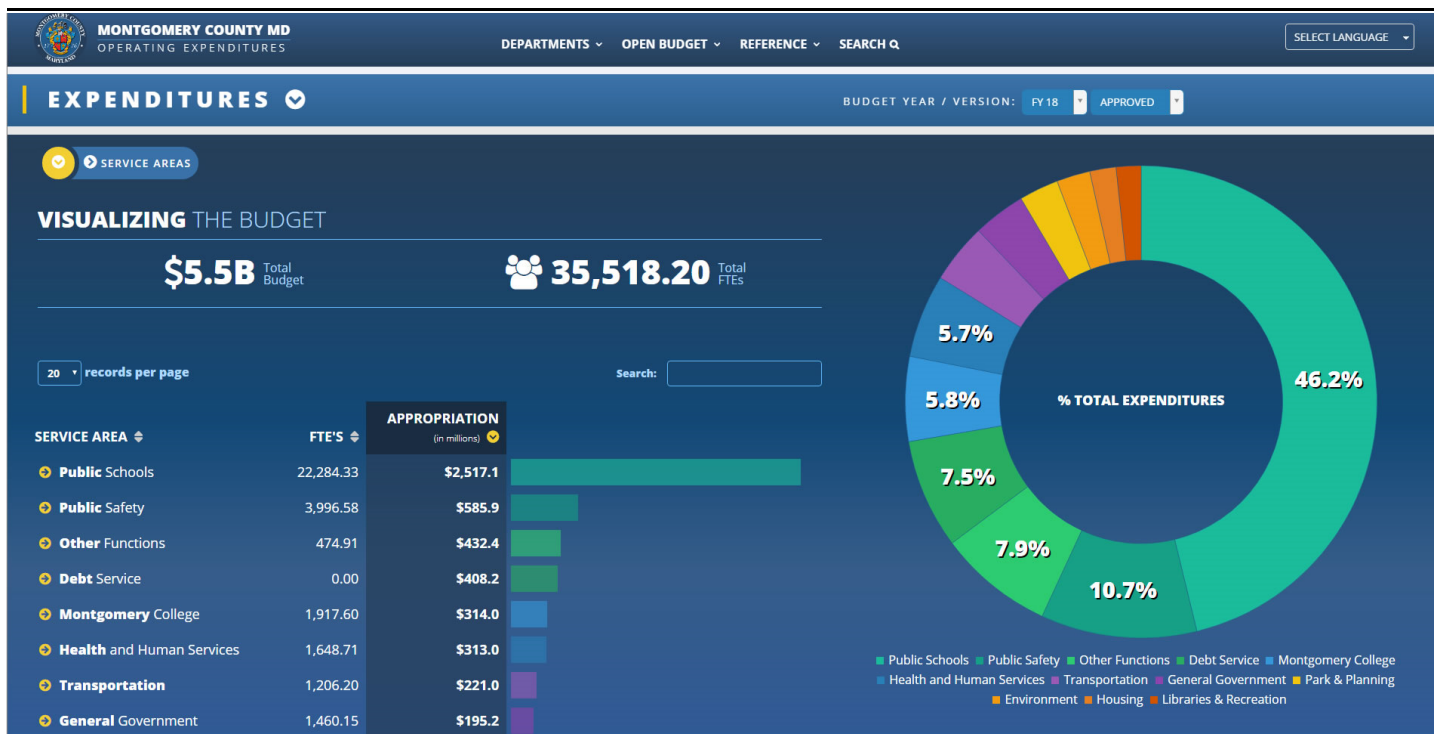 MONTGOMERY COUNTY MD
OPERATING EXPENDITURES
DEPARTMENTS OPEN BUDGET REFERENCE SEARCH
SELECT LANGUAGE
EXPENDITURES
BUDGET YEAR / VERSION: FY 18 APPROVED
SERVICE AREAS
VISUALIZING THE BUDGET
$5.5B Total Budget
35,518.20 Total FTEs
20 records per page
Search:
SERVICE AREA FTE'S APPROPRIATION (in millions)
Public Schools 22,284.33 $2,517.1
Public Safety 3,996.58 $585.9
Other Functions 474.91 $432.4
Debt Service 0.00 $408.2
Montgomery College 1,917.60 $314.0
Health and Human Services 1,648.71 $313.0
Transportation 1,206.20 $221.0
General Government 1,460.15 $195.2
5.7%
5.8%
7.5%
7.9%
10.7%
46.2%
% TOTAL EXPENDITURES
Public Schools Public Safety Other Functions Debt Service Montgomery College
Health and Human Services Transportation General Government Park & Planning
Environment Housing Libraries & Recreation